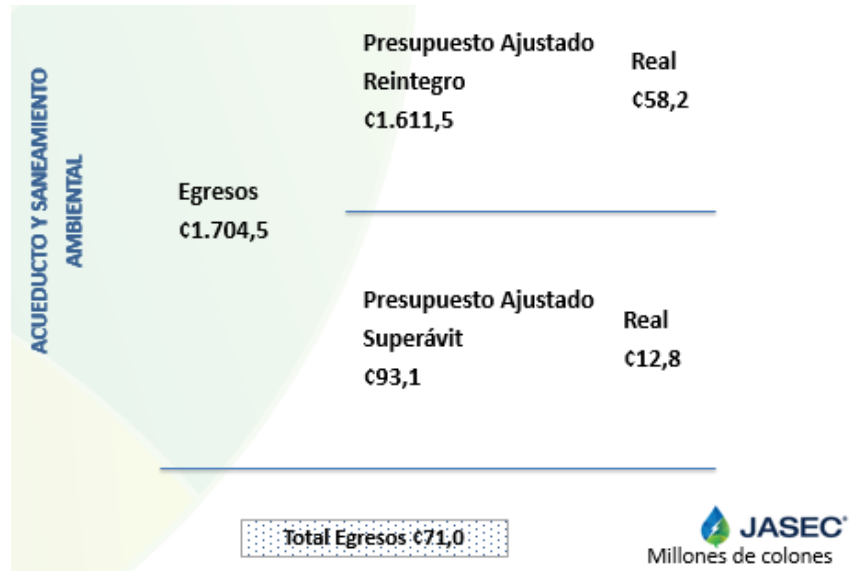 ACUEDUCTO Y SANEAMIENTO
AMBIENTAL
Egresos
¢1.704,5
Presupuesto Ajustado
Reintegro
¢1.611,5
Real
¢58,2
Presupuesto Ajustado
Superávit
¢93,1
Real
¢12,8
Total Egresos ¢71,0
JASEC
Millones de colones